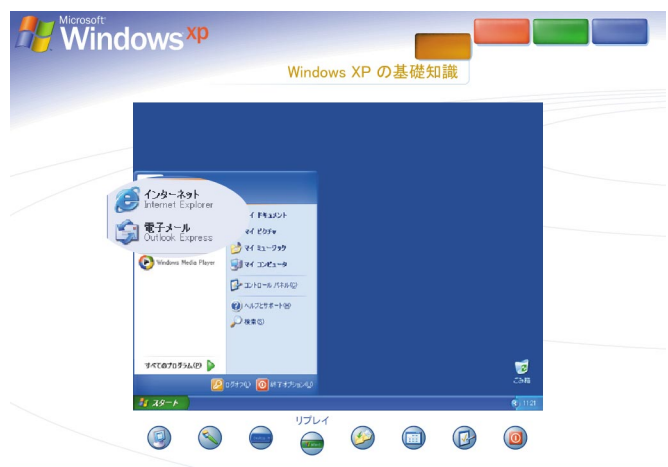 Microsoft
Windows xp
Windows XP の基礎知識
インターネット
Internet Explorer
電子メール
Outlook Express
Windows Media Player
イ ドキュメント
マイ ピクチャ
マイ ミュージック
マイ コンピュータ
コントロール パネル(C)
ヘルプとサポート(H)
検索(S)
すべてのプログラム(P)
ログオフ(L)
終了オプション(U)
ごみ箱
スタート
11:21
リプレイ